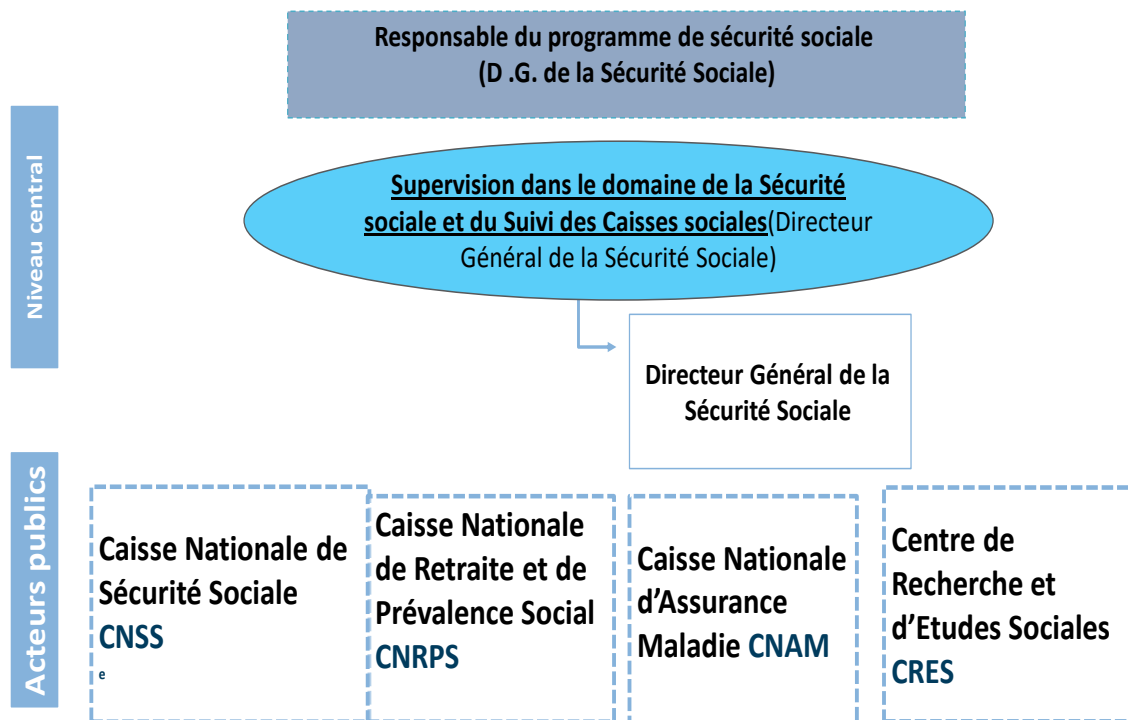 Responsable du programme de sécurité sociale
(D .G. de la Sécurité Sociale)
Niveau central
Supervision dans le domaine de la Sécurité
sociale et du Suivi des Caisses sociales(Directeur
Général de la Sécurité Sociale)
Directeur Général de la
Sécurité Sociale
Acteurs publics
Caisse Nationale de
Sécurité Sociale
CNSS
e
Caisse Nationale
de Retraite et de
Prévalence Social
CNRPS
Caisse Nationale
d’Assurance
Maladie CNAM
Centre de
Recherche et
d’Etudes Sociales
CRES